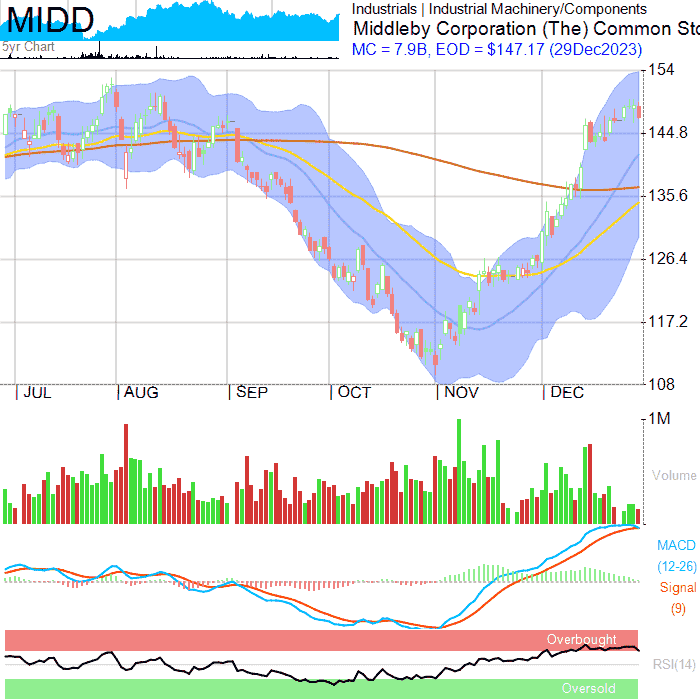 MIDD
5yr Chart
Industrials | Industrial Machinery/Components
Middleby Corporation (The) Common Sto
MC = 7.9B, EOD = $147.17 (29Dec2023)
154
144.8
135.6
126.4
117.2
108
JUL AUG SEP OCT NOV DEC
1M
Volume
MACD
(12-26)
Signal
(9)
Overbought
RSI(14)
Oversold